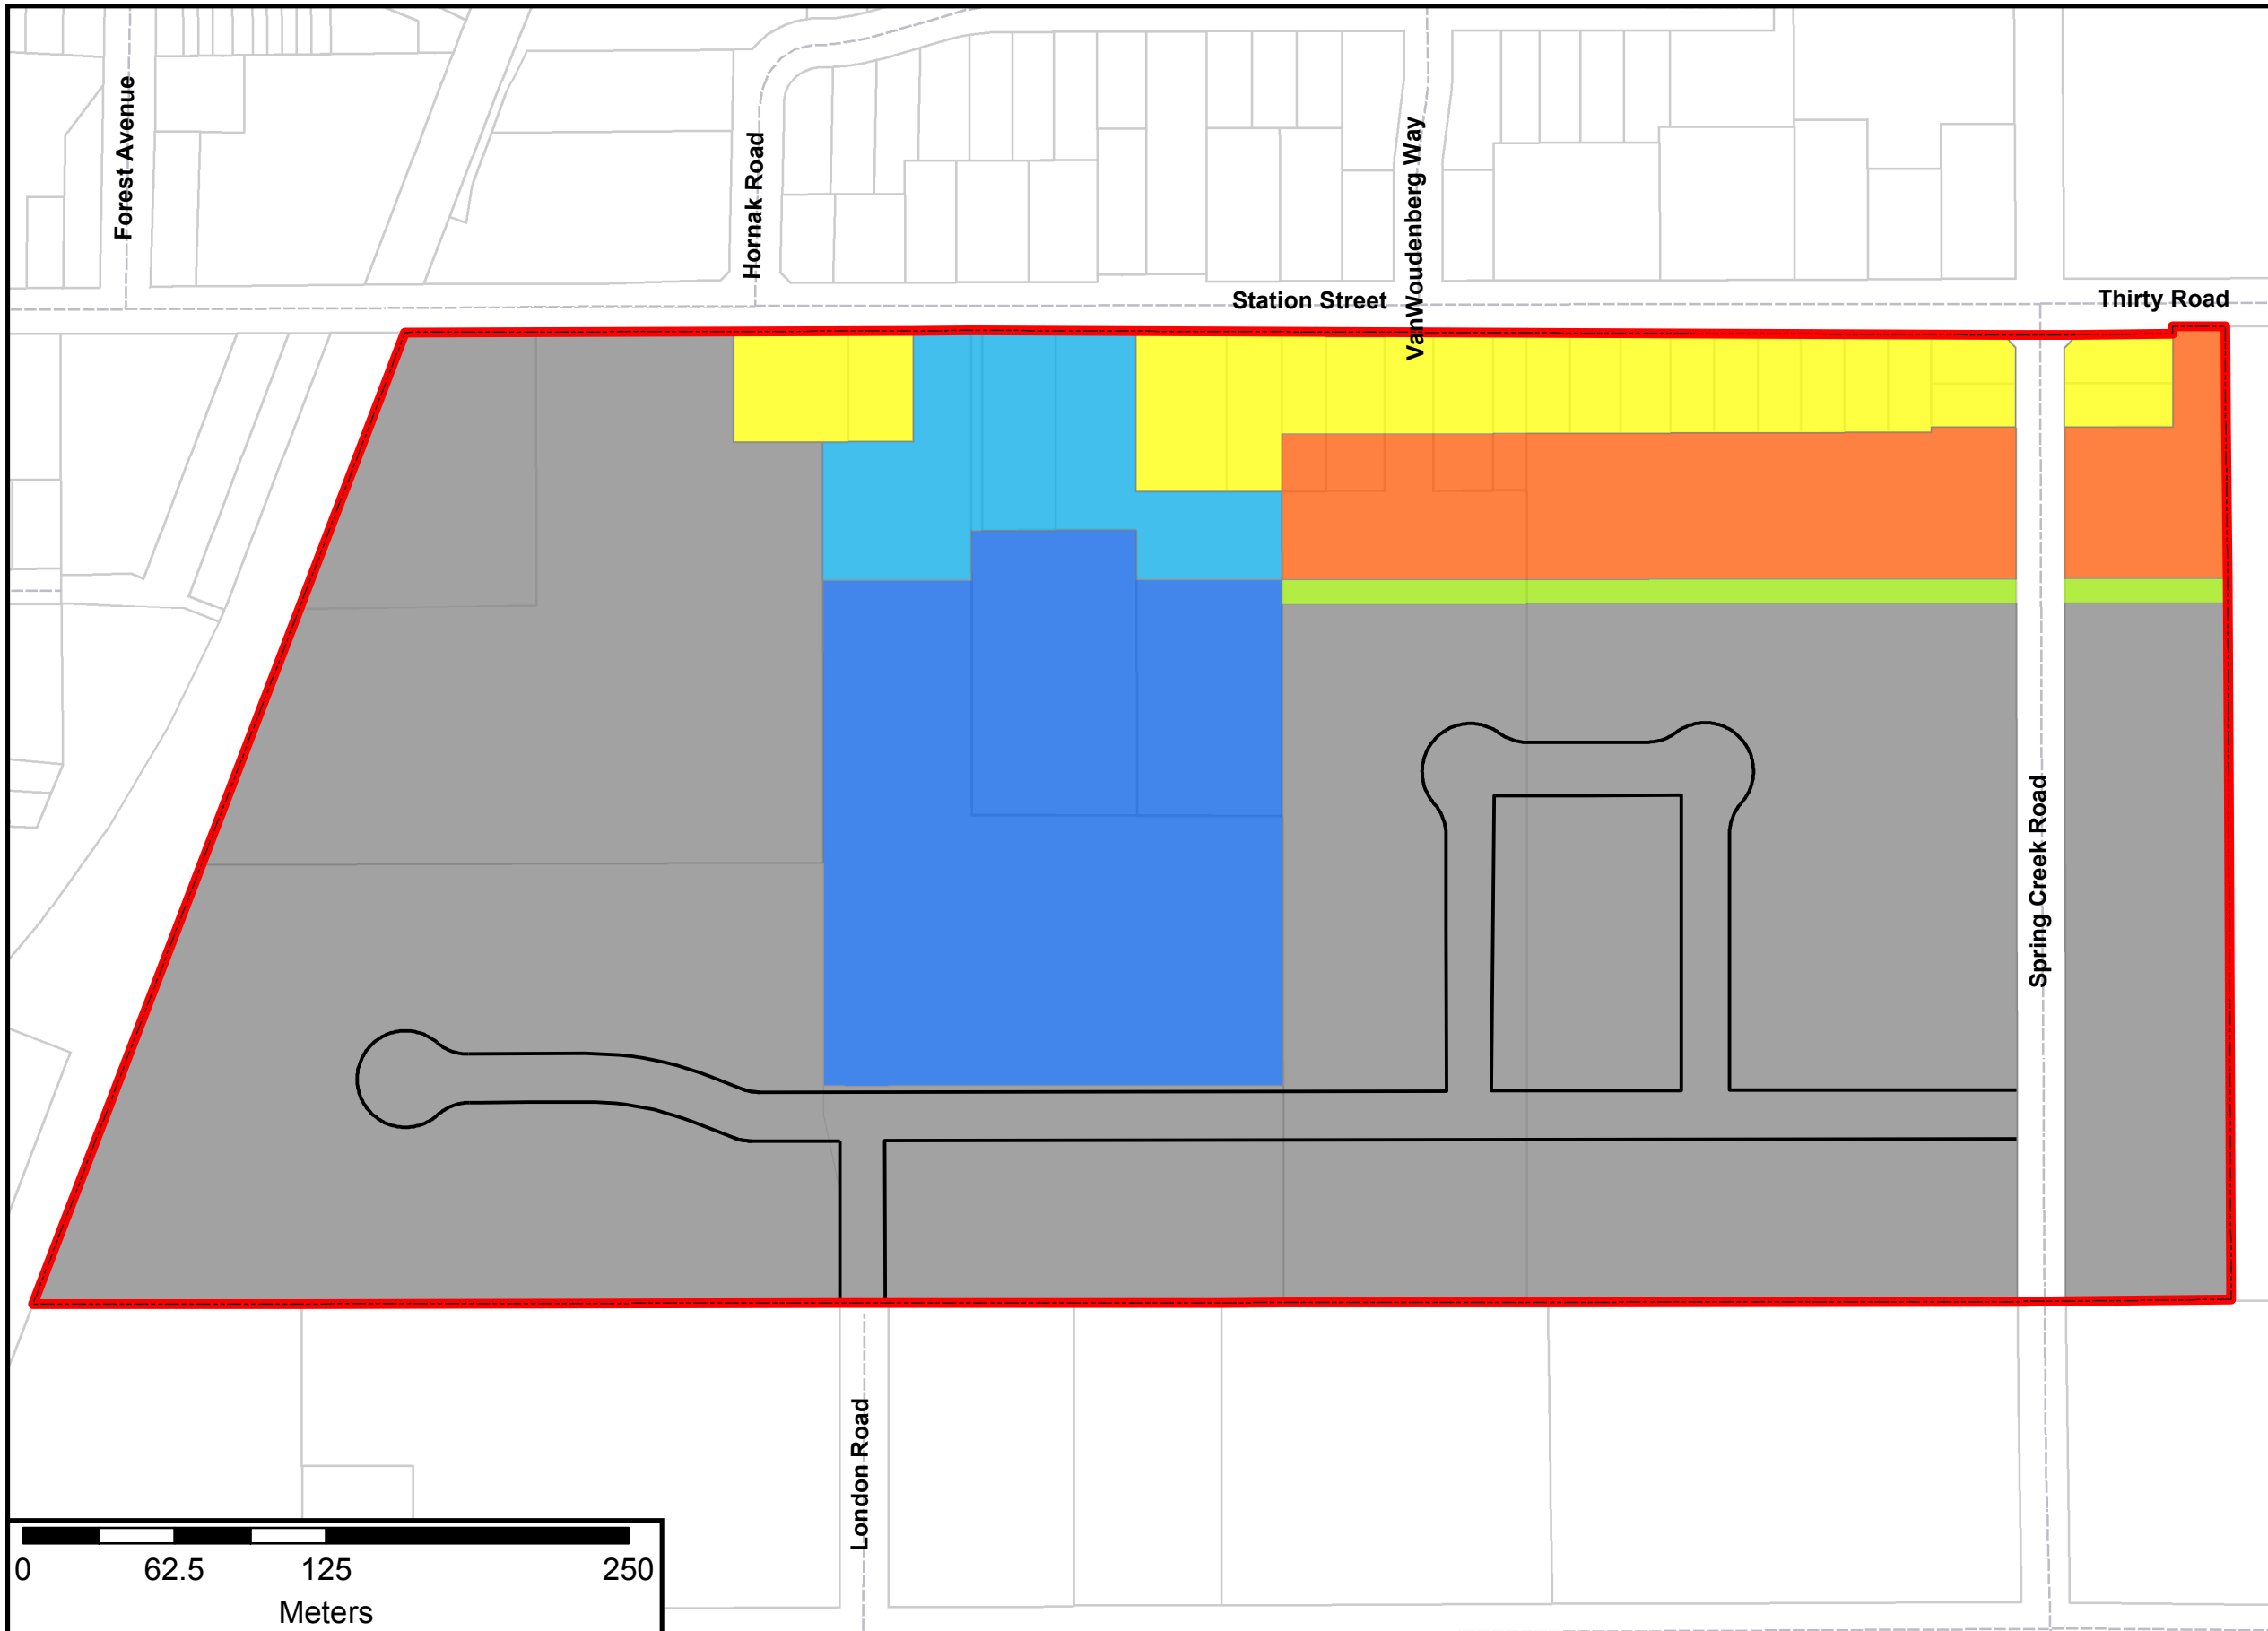 Forest Avenue
Hornak Road
VanWoudenberg Way
Station Street
Thirty Road
Spring Creek Road
London Road
0 62.5 125 250
Meters